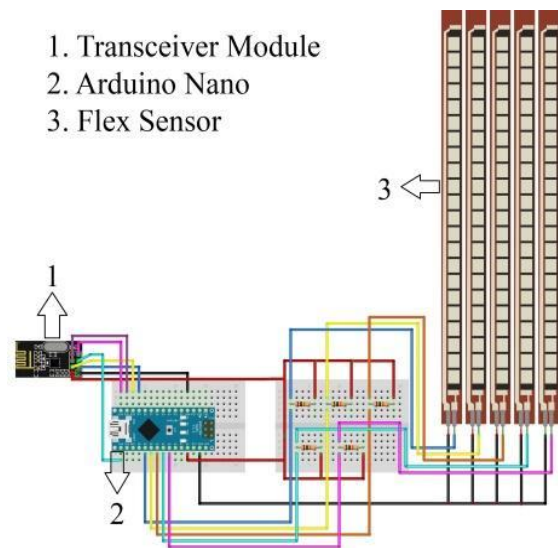 1. Transceiver Module
2. Arduino Nano
3. Flex Sensor
3
1
2